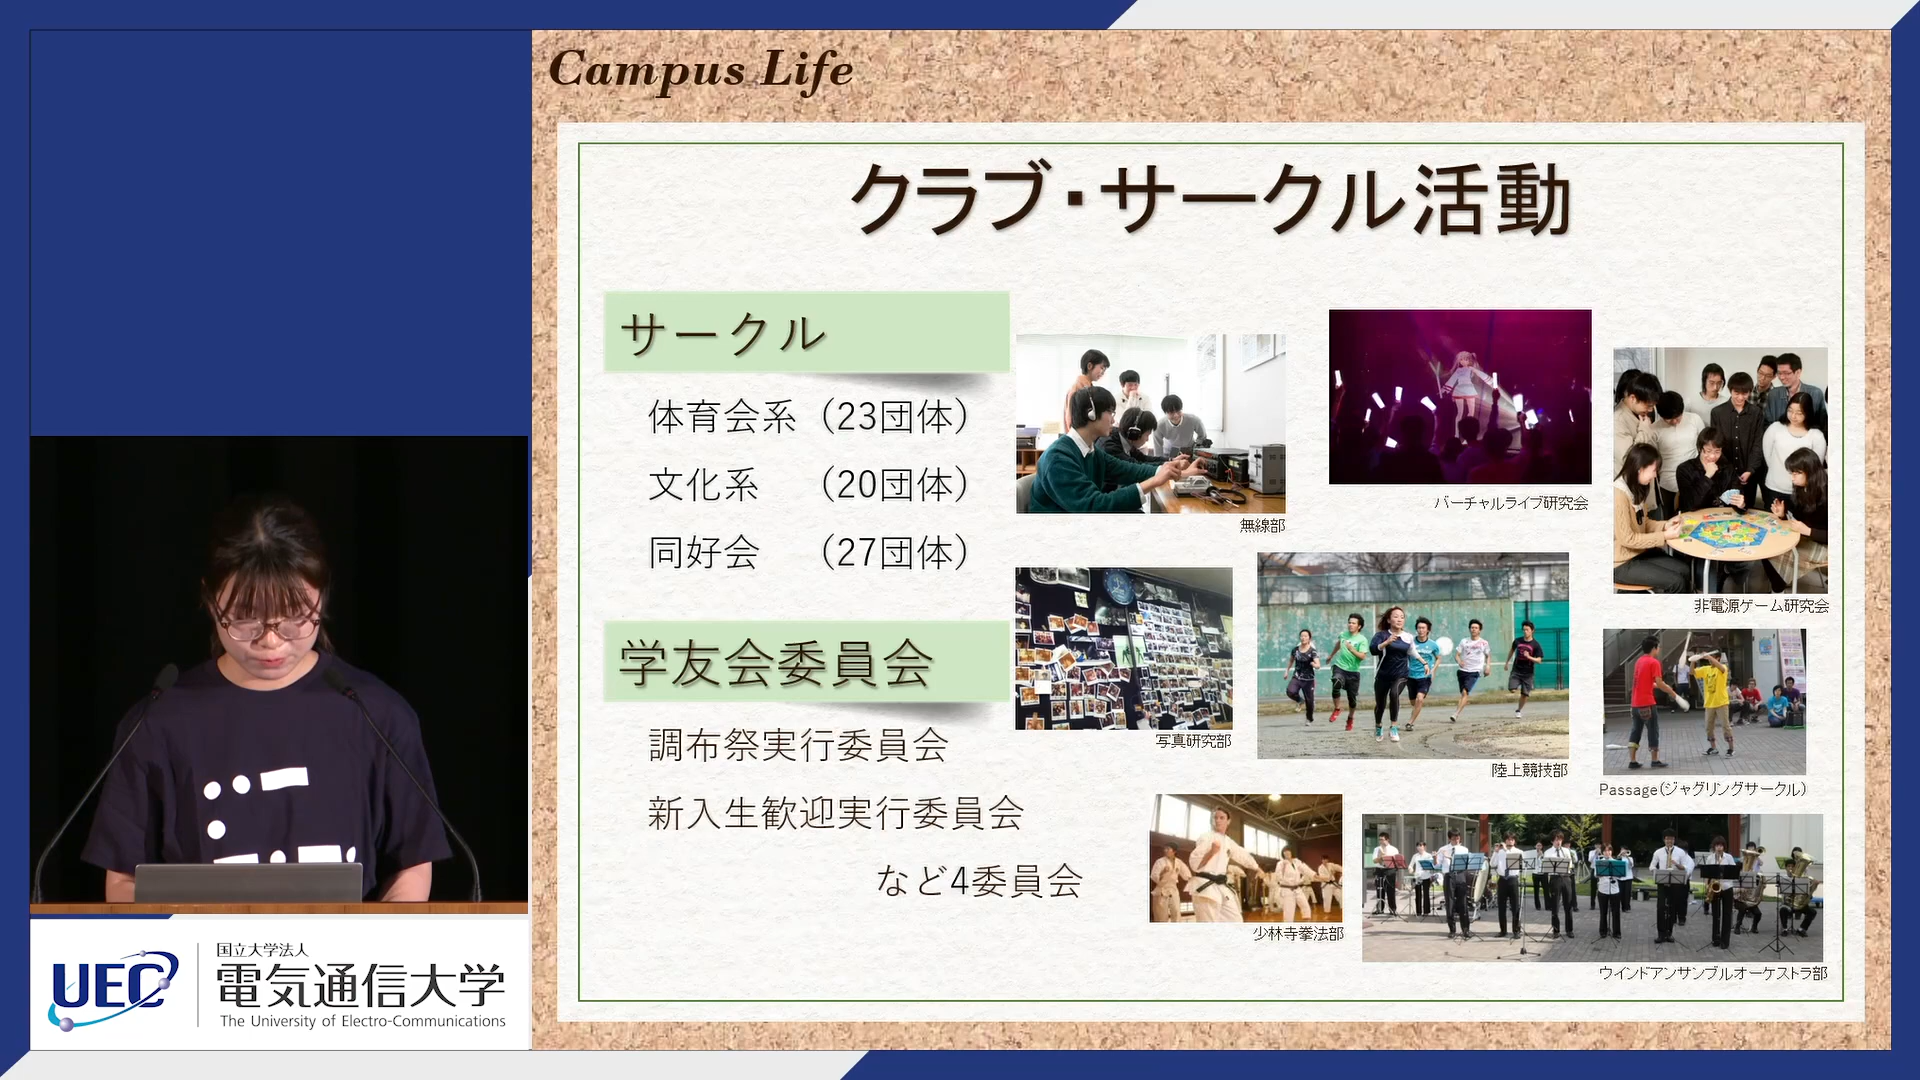 Campus Life
クラブ・サークル活動
サークル
体育会系（23団体）
文化系　（20団体）
同好会　（27団体）
学友会委員会
調布祭実行委員会
新入生歓迎実行委員会
など4委員会
無線部
バーチャルライブ研究会
非電源ゲーム研究会
写真研究部
陸上競技部
Passage(ジャグリングサークル)
少林寺拳法部
ウインドアンサンブルオーケストラ部
UEC
国立大学法人
電気通信大学
The University of Electro-Communications